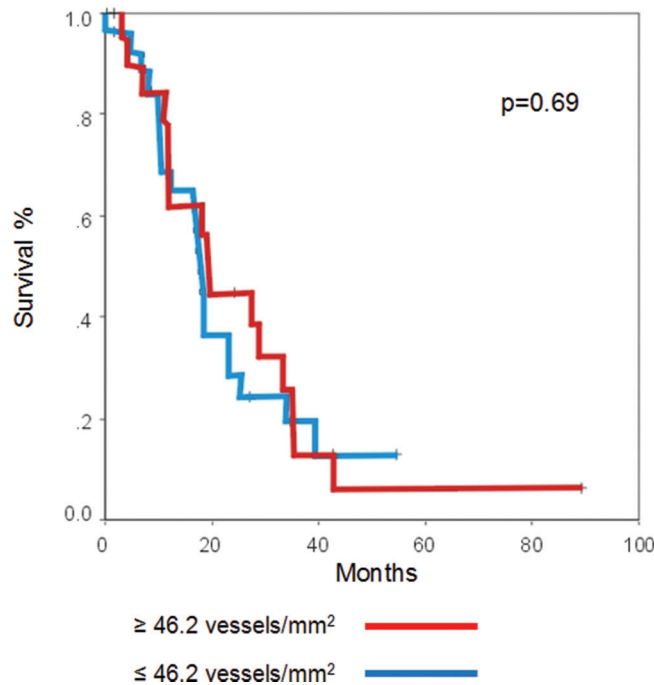 1.0
.8
.6
.4
.2
0.0
Survival %
p=0.69
0 20 40 60 80 100
Months
≥ 46.2 vessels/mm²
≤ 46.2 vessels/mm²